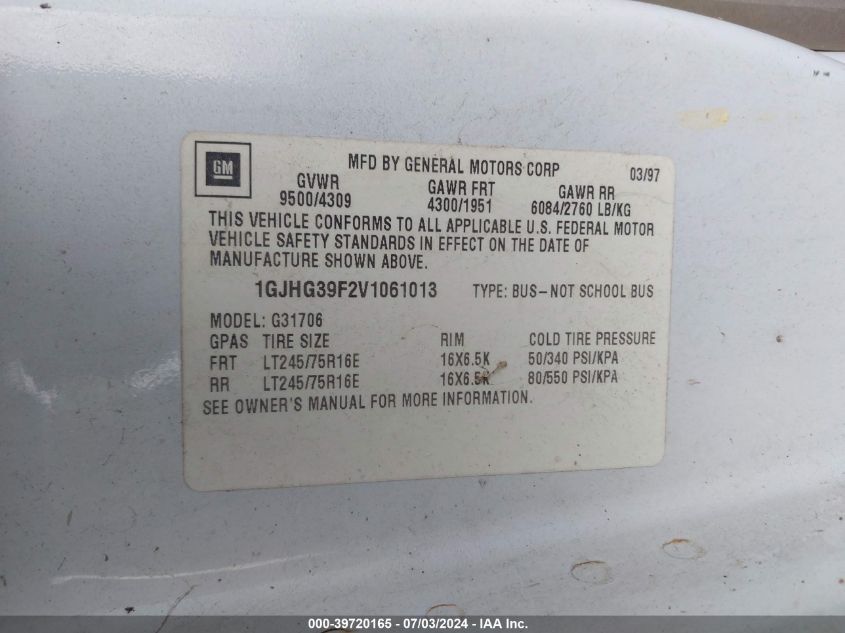 GM
MFD BY GENERAL MOTORS CORP 03/97
GVWR GAWR FRT GAWR RR
9500/4309 4300/1951 6084/2760 LB/KG
THIS VEHICLE CONFORMS TO ALL APPLICABLE U.S. FEDERAL MOTOR
VEHICLE SAFETY STANDARDS IN EFFECT ON THE DATE OF
MANUFACTURE SHOWN ABOVE.
1GJHG39F2V1061013 TYPE: BUS-NOT SCHOOL BUS
MODEL: G31706
GPAS TIRE SIZE RIM COLD TIRE PRESSURE
FRT LT245/75R16E 16X6.5K 50/340 PSI/KPA
RR LT245/75R16E 16X6.5K 80/550 PSI/KPA
SEE OWNER'S MANUAL FOR MORE INFORMATION.
000-39720165 - 07/03/2024 - IAA Inc.